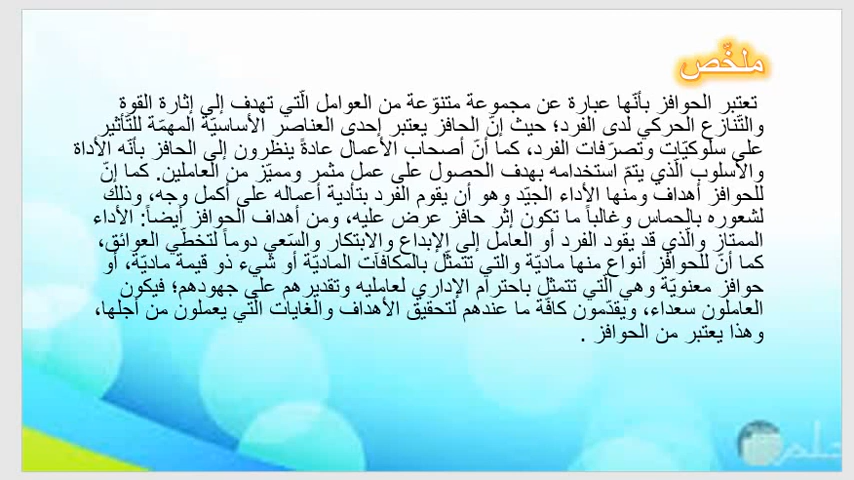 ملخّص
تعتبر الحوافز بأنّها عبارة عن مجموعة متنوّعة من العوامل الّتي تهدف إلى إثارة القوة
والتّنازع الحركي لدى الفرد؛ حيث إنّ الحافز يعتبر إحدى العناصر الأساسيّة المهمّة للتّأثير
على سلوكيّات وتصرّفات الفرد، كما أنّ أصحاب الأعمال عادةً ينظرون إلى الحافز بأنّه الأداة
والأسلوب الّذي يتمّ استخدامه بهدف الحصول على عمل مثمر ومميّز من العاملين. كما إنّ
للحوافز أهداف ومنها الأداء الجيّد وهو أن يقوم الفرد بتأدية أعماله على أكمل وجه، وذلك
لشعوره بالحماس وغالباً ما تكون إثر حافز عرض عليه، ومن أهداف الحوافز أيضاً: الأداء
الممتاز والّذي قد يقود الفرد أو العامل إلى الإبداع والابتكار والسّعي دوماً لتخطّي العوائق،
كما أنّ للحوافز أنواع منها ماديّة والتي تتمثّل بالمكافآت الماديّة أو شيء ذو قيمة ماديّة، أو
حوافز معنويّة وهي الّتي تتمثل باحترام الإداري لعامليه وتقديرهم على جهودهم؛ فيكون
العاملون سعداء، ويقدّمون كافّة ما عندهم لتحقيق الأهداف والغايات الّتي يعملون من أجلها،
وهذا يعتبر من الحوافز .
حلم